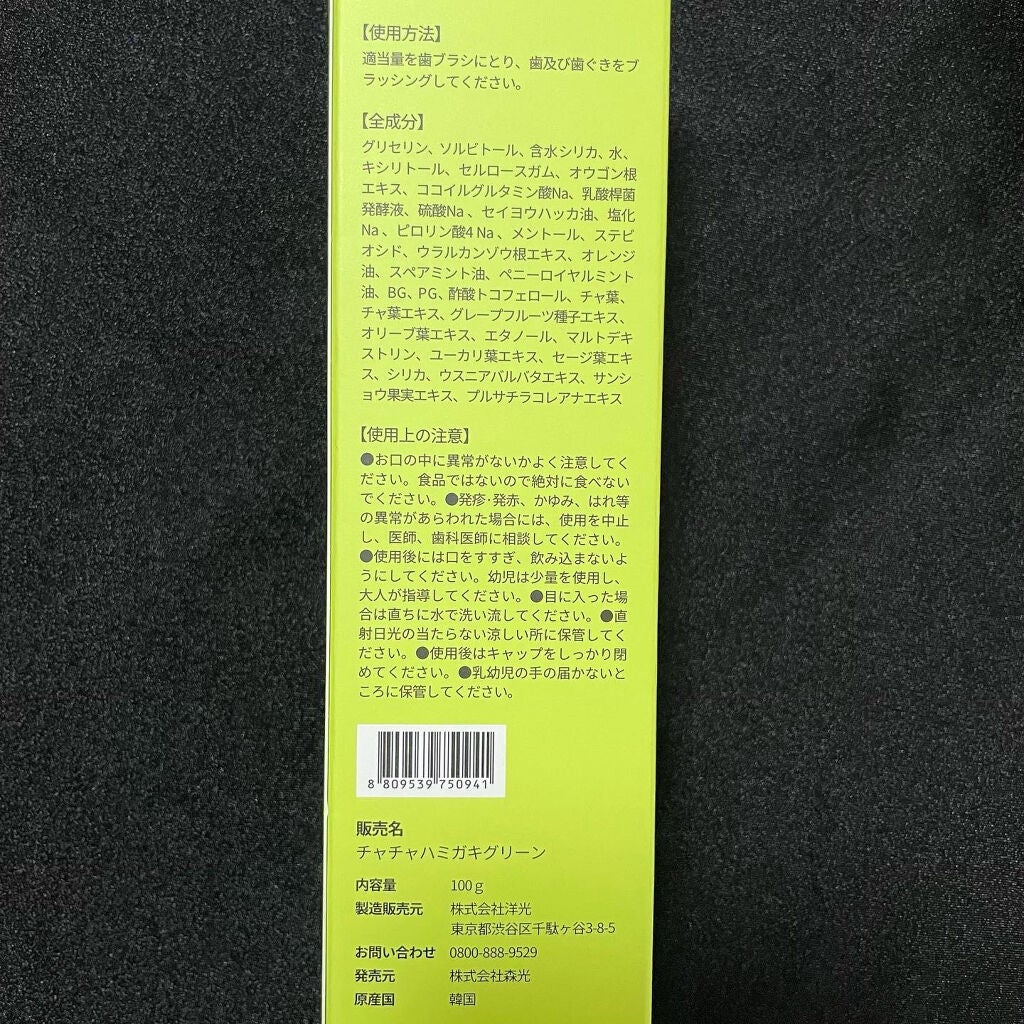 【使用方法】
適当量を歯ブラシにとり、歯及び歯ぐきをブ
ラッシングしてください。
【全成分】
グリセリン、ソルビトール、含水シリカ、水、
キシリトール、セルロースガム、オウゴン根
エキス、ココイルグルタミン酸Na、乳酸桿菌
発酵液、硫酸Na 、セイヨウハッカ油、塩化
Na 、ピロリン酸4 Na 、メントール、ステビ
オシド、ウラルカンゾウ根エキス、オレンジ
油、スペアミント油、ペニーロイヤルミント
油、BG、PG、酢酸トコフェロール、チャ葉、
チャ葉エキス、グレープフルーツ種子エキス、
オリーブ葉エキス、エタノール、マルトデキ
ストリン、ユーカリ葉エキス、セージ葉エキ
ス、シリカ、ウスニアバルバタエキス、サンシ
ョウ果実エキス、プルサチラコレアナエキス
【使用上の注意】
●お口の中に異常がないかよく注意してく
ださい。食品ではないので絶対に食べない
でください。●発疹･発赤、かゆみ、はれ等
の異常があらわれた場合には、使用を中止
し、医師、歯科医師に相談してください。
●使用後には口をすすぎ、飲み込まないよ
うにしてください。幼児は少量を使用し、
大人が指導してください。●目に入った場
合は直ちに水で洗い流してください。●直
射日光の当たらない涼しい所に保管してく
ださい。●使用後はキャップをしっかり閉
めてください。●乳幼児の手の届かないと
ころに保管してください。
8 809539 750941
販売名
チャチャハミガキグリーン
内容量 100g
製造販売元 株式会社洋光
東京都渋谷区千駄ヶ谷3-8-5
お問い合わせ 0800-888-9529
発売元 株式会社森光
原産国 韓国